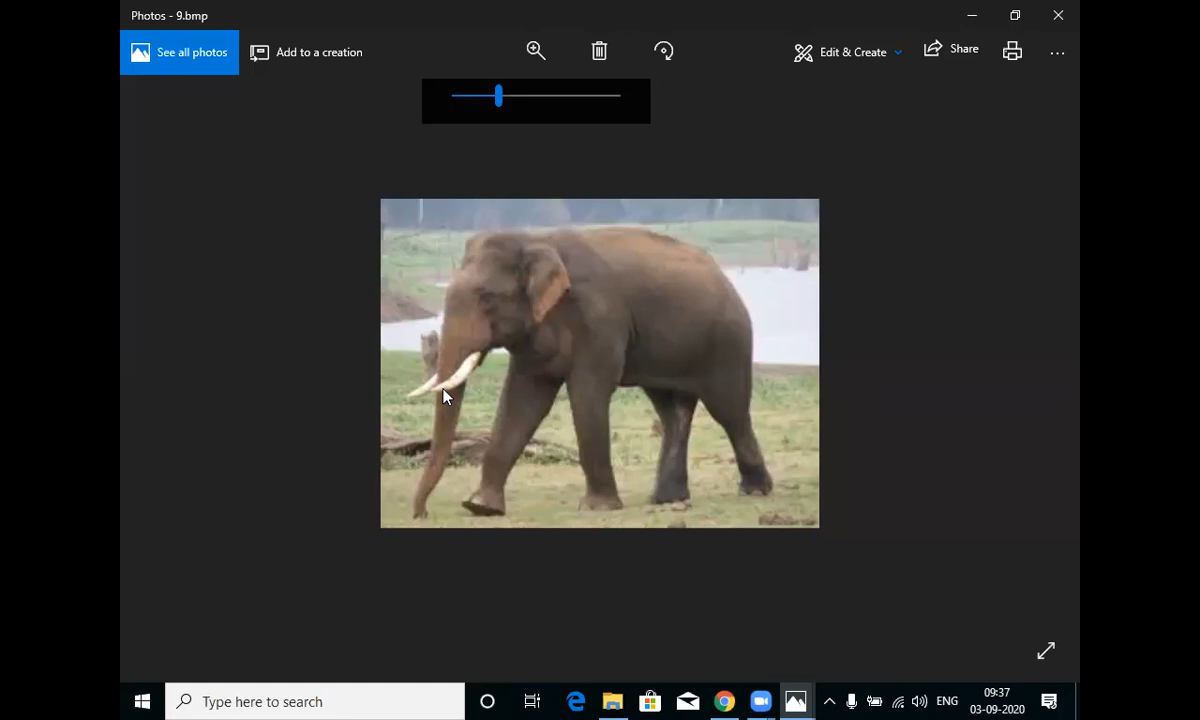 Photos - 9.bmp
See all photos
Add to a creation
Edit & Create
Share
Type here to search
ENG
09:37
03-09-2020